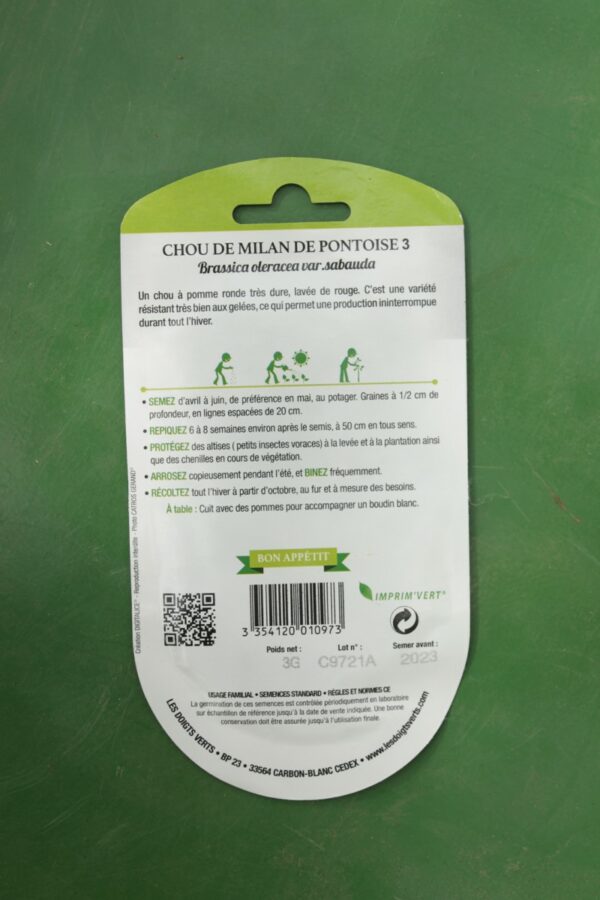 CHOU DE MILAN DE PONTOISE 3
Brassica oleracea var.sabauda
Un chou à pomme ronde très dure, lavée de rouge. C'est une variété
résistant très bien aux gelées, ce qui permet une production ininterrompue
durant tout l'hiver.
• SEMEZ d'avril à juin, de préférence en mai, au potager. Graines à 1/2 cm de
profondeur, en lignes espacées de 20 cm.
• REPIQUEZ 6 à 8 semaines environ après le semis, à 50 cm en tous sens.
• PROTÉGEZ des altises ( petits insectes voraces) à la levée et à la plantation ainsi
que des chenilles en cours de végétation.
• ARROSEZ copieusement pendant l'été, et BINEZ fréquemment.
• RÉCOLTEZ tout l'hiver à partir d'octobre, au fur et à mesure des besoins.
À table : Cuit avec des pommes pour accompagner un boudin blanc.
Création DIGITALICE® - Reproduction interdite - Photo CATROS GERAND®
BON APPÉTIT
IMPRIM'VERT®
3 354120 010973
Poids net : Lot n° : Semer avant :
3G C9721A 2023
USAGE FAMILIAL • SEMENCES STANDARD • RÈGLES ET NORMES CE
La germination de ces semences est contrôlée périodiquement en laboratoire
sur échantillon de référence jusqu'à la date de vente indiquée. Une bonne
conservation doit être assurée jusqu'à l'utilisation finale.
LES DOIGTS VERTS • BP 23 • 33564 CARBON-BLANC CEDEX • www.lesdoigtsverts.com